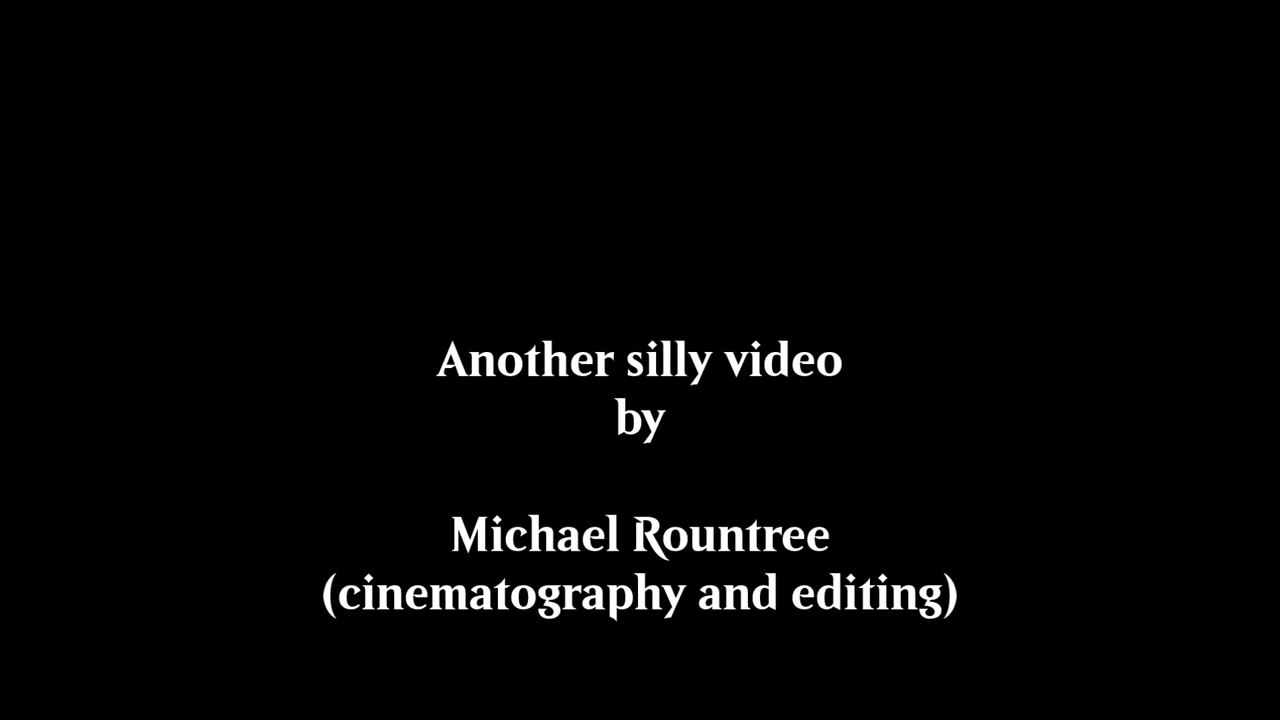 Another silly video
by
Michael Rountree
(cinematography and editing)